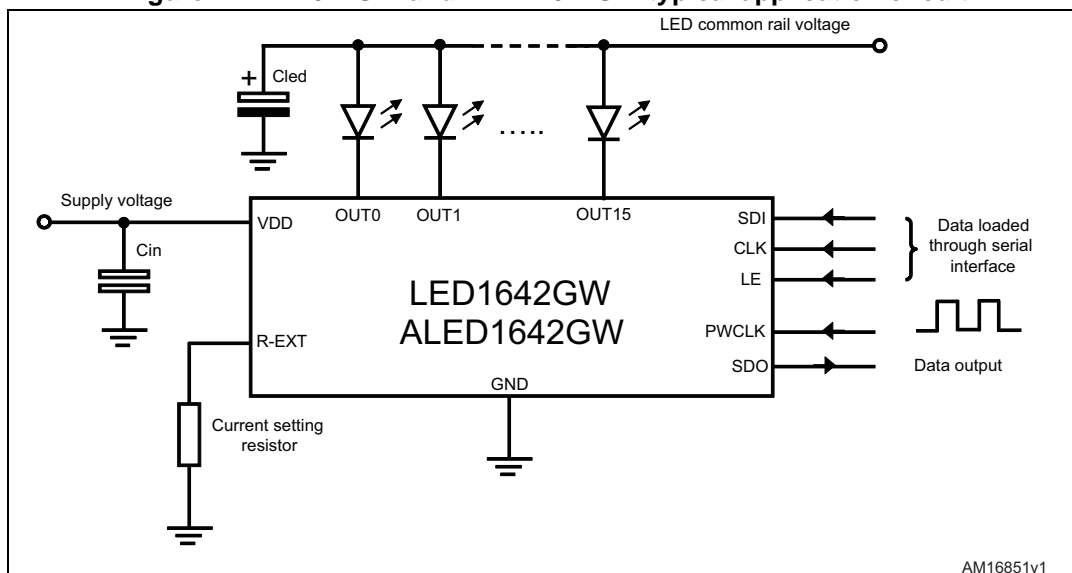 LED common rail voltage
+ Cled
.....
Supply voltage
VDD
OUT0 OUT1 OUT15
SDI
Data loaded
through serial
interface
Cin
CLK
LE
LED1642GW
ALED1642GW
R-EXT
PWCLK
SDO
Data output
GND
Current setting
resistor
AM16851v1